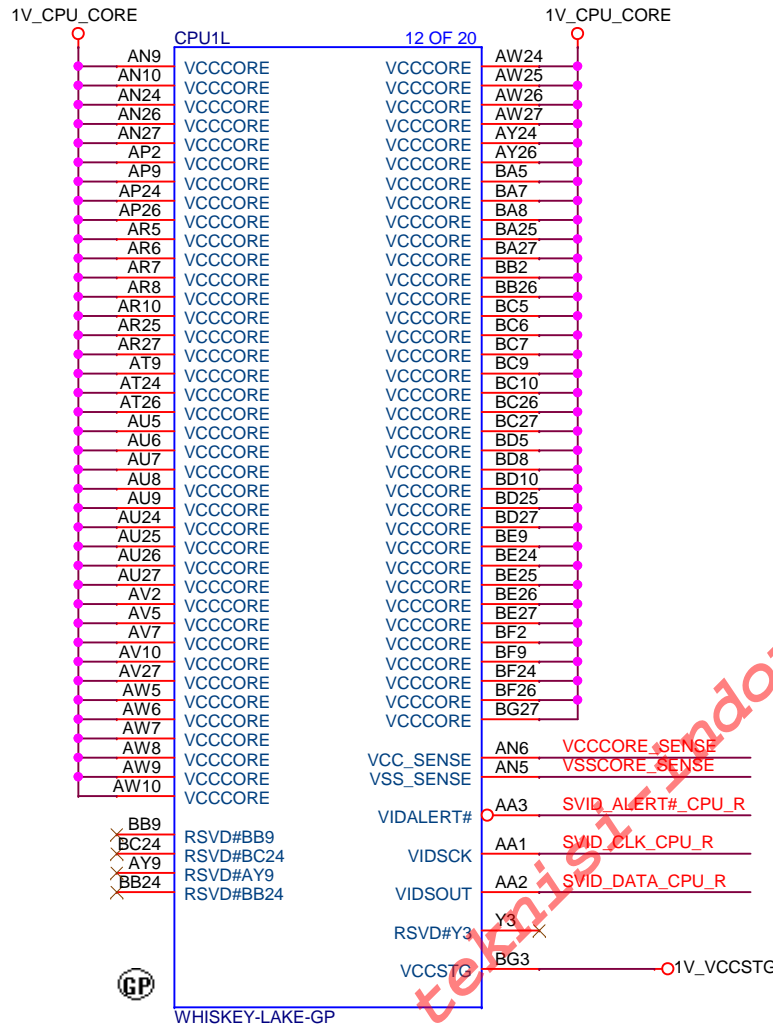 1V_CPU_CORE 1V_CPU_CORE
CPU1L 12 OF 20
AN9 VCCCORE VCCCORE AW24
AN10 VCCCORE VCCCORE AW25
AN24 VCCCORE VCCCORE AW26
AN26 VCCCORE VCCCORE AW27
AN27 VCCCORE VCCCORE AY24
AP2 VCCCORE VCCCORE AY26
AP9 VCCCORE VCCCORE BA5
AP24 VCCCORE VCCCORE BA7
AP26 VCCCORE VCCCORE BA8
AR5 VCCCORE VCCCORE BA25
AR6 VCCCORE VCCCORE BA27
AR7 VCCCORE VCCCORE BB2
AR8 VCCCORE VCCCORE BB26
AR10 VCCCORE VCCCORE BC5
AR25 VCCCORE VCCCORE BC6
AR27 VCCCORE VCCCORE BC7
AT9 VCCCORE VCCCORE BC9
AT24 VCCCORE VCCCORE BC10
AT26 VCCCORE VCCCORE BC26
AU5 VCCCORE VCCCORE BC27
AU6 VCCCORE VCCCORE BD5
AU7 VCCCORE VCCCORE BD8
AU8 VCCCORE VCCCORE BD10
AU9 VCCCORE VCCCORE BD25
AU24 VCCCORE VCCCORE BD27
AU25 VCCCORE VCCCORE BE9
AU26 VCCCORE VCCCORE BE24
AU27 VCCCORE VCCCORE BE25
AV2 VCCCORE VCCCORE BE26
AV5 VCCCORE VCCCORE BE27
AV7 VCCCORE VCCCORE BF2
AV10 VCCCORE VCCCORE BF9
AV27 VCCCORE VCCCORE BF24
AW5 VCCCORE VCCCORE BF26
AW6 VCCCORE VCCCORE BG27
AW7 VCCCORE
AW8 VCCCORE VCC_SENSE AN6 VCCCORE_SENSE
AW9 VCCCORE VSS_SENSE AN5 VSSCORE_SENSE
AW10 VCCCORE
VIDALERT# AA3 SVID_ALERT#_CPU_R
BB9 RSVD#BB9
BC24 RSVD#BC24 VIDSCK AA1 SVID_CLK_CPU_R
AY9 RSVD#AY9
BB24 RSVD#BB24 VIDSOUT AA2 SVID_DATA_CPU_R
RSVD#Y3 Y3
VCCSTG BG3 1V_VCCSTG
GP
WHISKEY-LAKE-GP
teknisi-indo